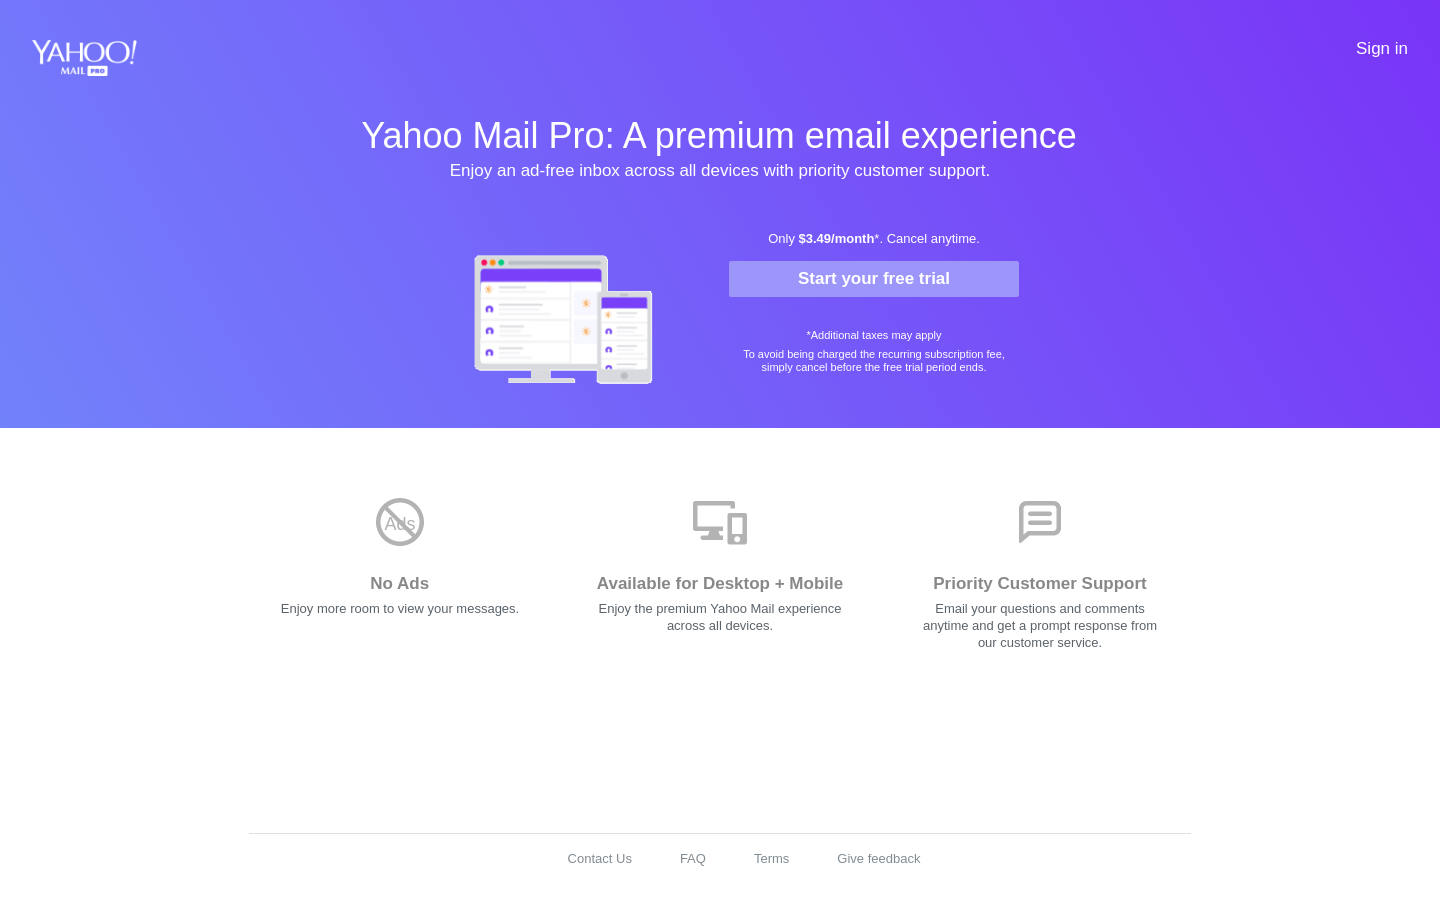 YAHOO!
MAIL PRO
Sign in
Yahoo Mail Pro: A premium email experience
Enjoy an ad-free inbox across all devices with priority customer support.
Only $3.49/month*. Cancel anytime.
Start your free trial
*Additional taxes may apply
To avoid being charged the recurring subscription fee,
simply cancel before the free trial period ends.
Ads
No Ads
Enjoy more room to view your messages.
Available for Desktop + Mobile
Enjoy the premium Yahoo Mail experience
across all devices.
Priority Customer Support
Email your questions and comments
anytime and get a prompt response from
our customer service.
Contact Us
FAQ
Terms
Give feedback